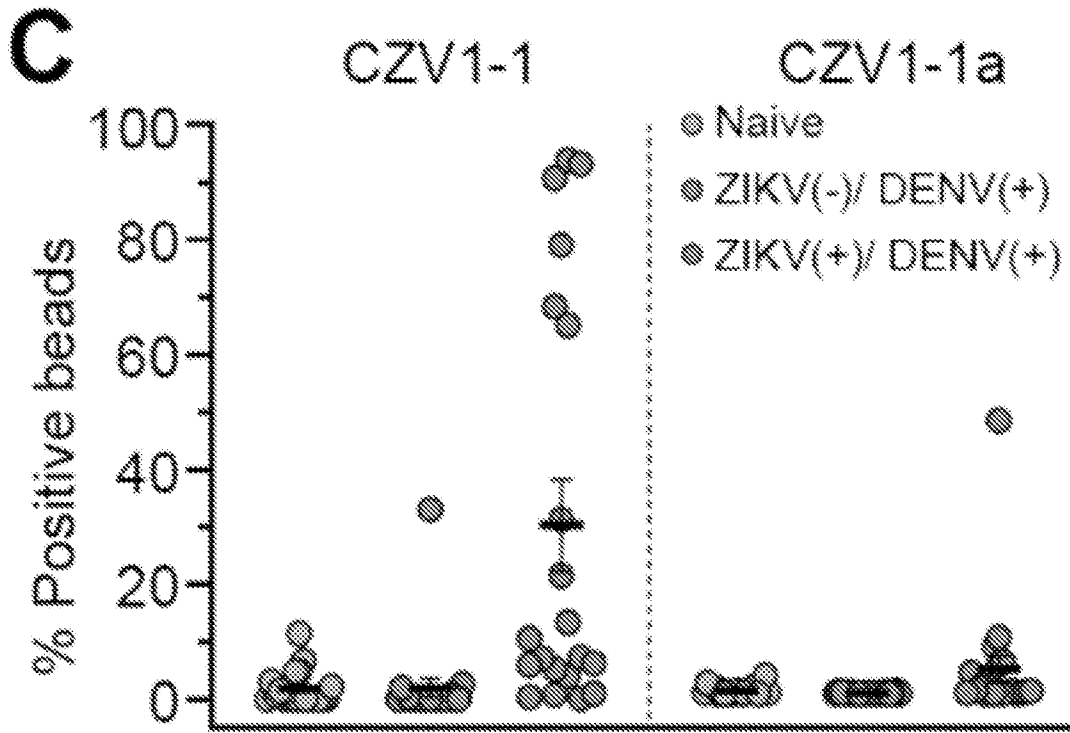 C
CZV1-1
CZV1-1a
Naive
ZIKV(-)/ DENV(+)
ZIKV(+)/ DENV(+)
% Positive beads
100
80
60
40
20
0